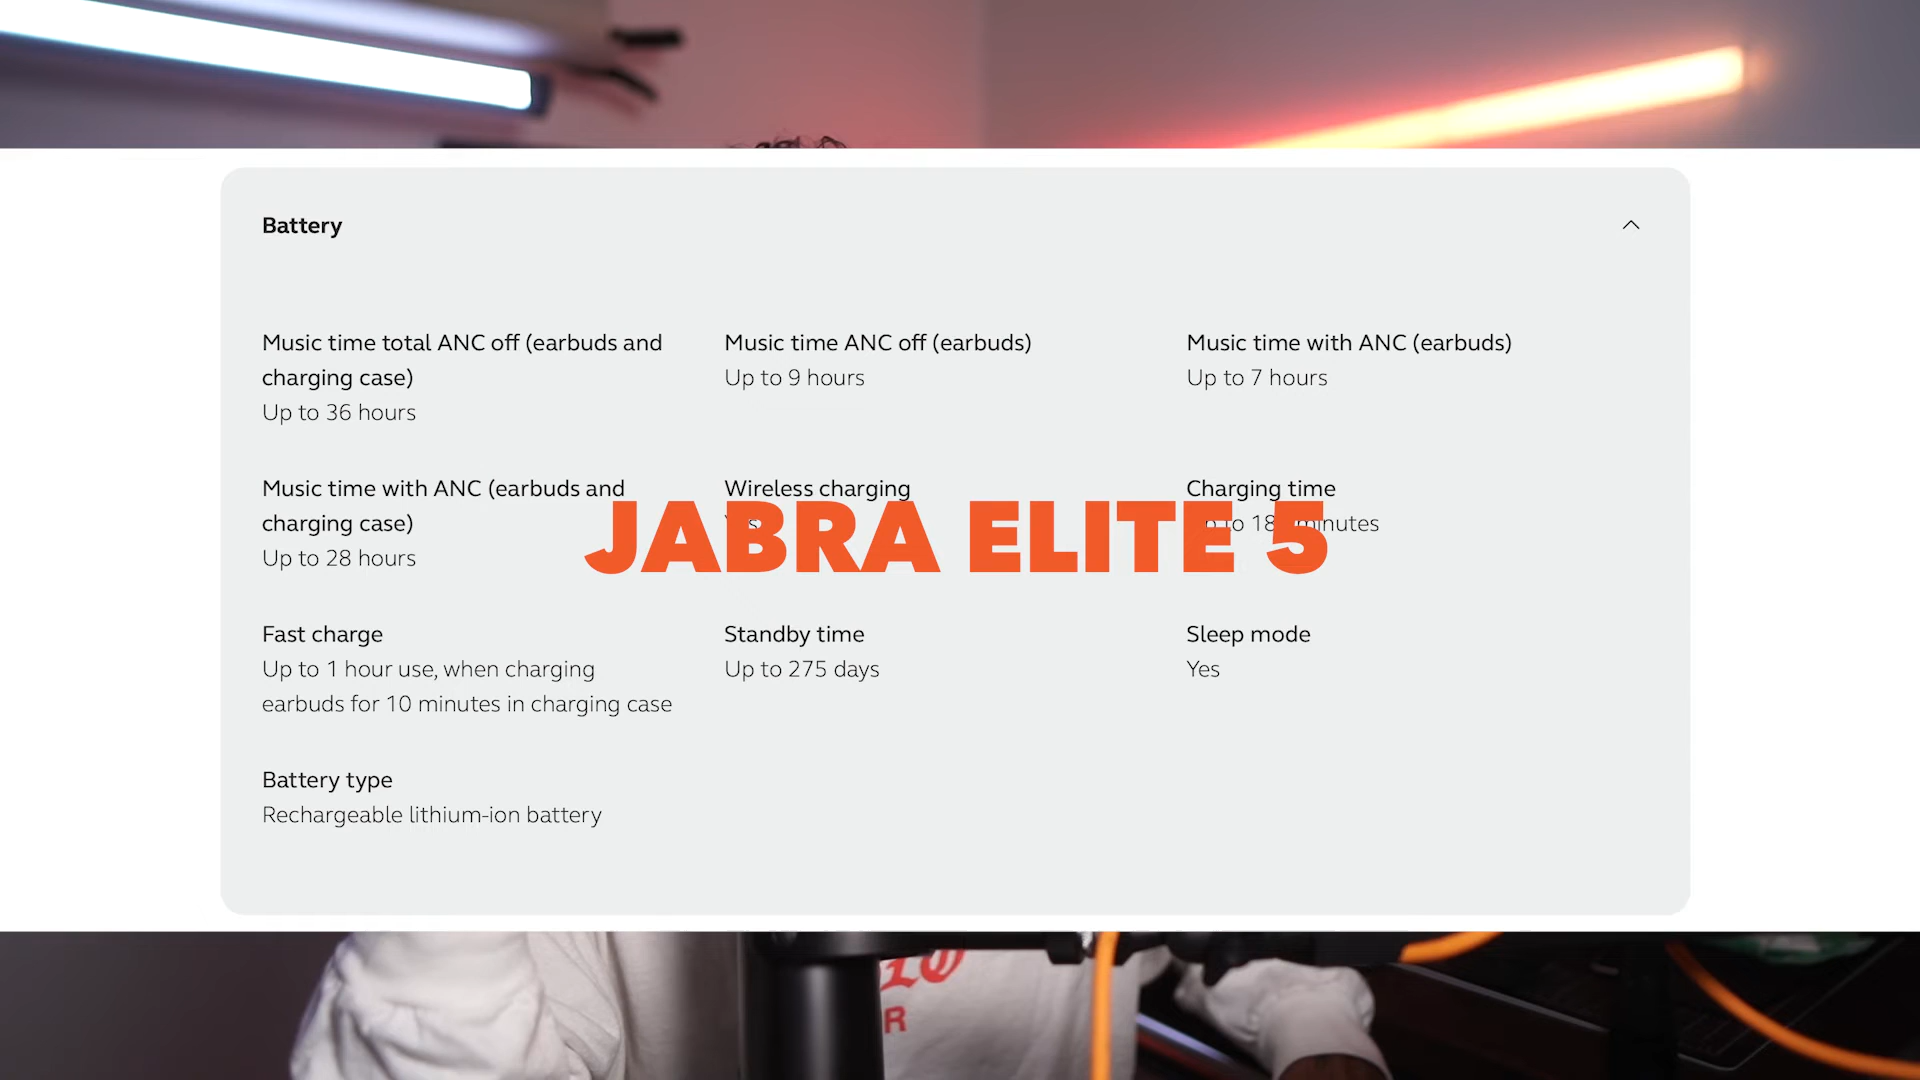 Battery
Music time total ANC off (earbuds and
charging case)
Up to 36 hours
Music time ANC off (earbuds)
Up to 9 hours
Music time with ANC (earbuds)
Up to 7 hours
Music time with ANC (earbuds and
charging case)
Up to 28 hours
Wireless charging
Charging time
to minutes
JABRA ELITE 5
Fast charge
Up to 1 hour use, when charging
earbuds for 10 minutes in charging case
Standby time
Up to 275 days
Sleep mode
Yes
Battery type
Rechargeable lithium-ion battery
R